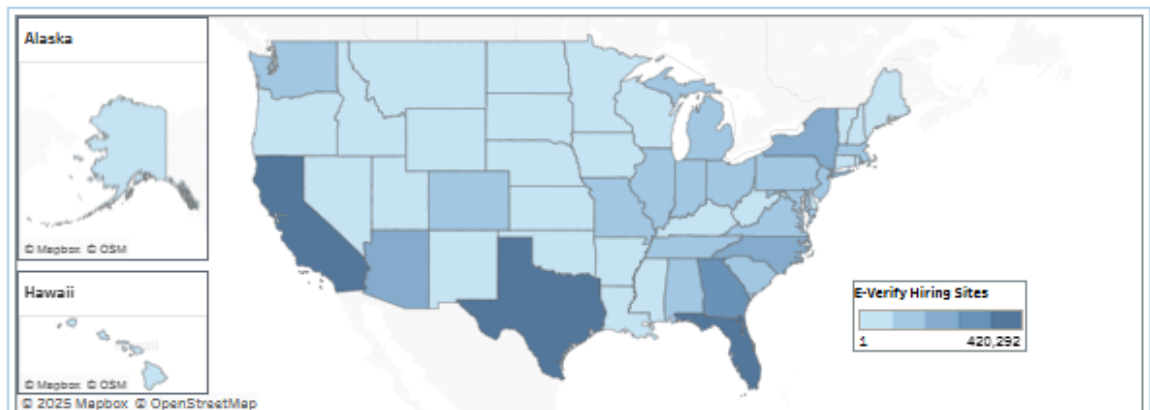 Alaska
© Mapbox © OSM
Hawaii
© Mapbox © OSM
© 2025 Mapbox © OpenStreetMap
E-Verify Hiring Sites
1 420,292